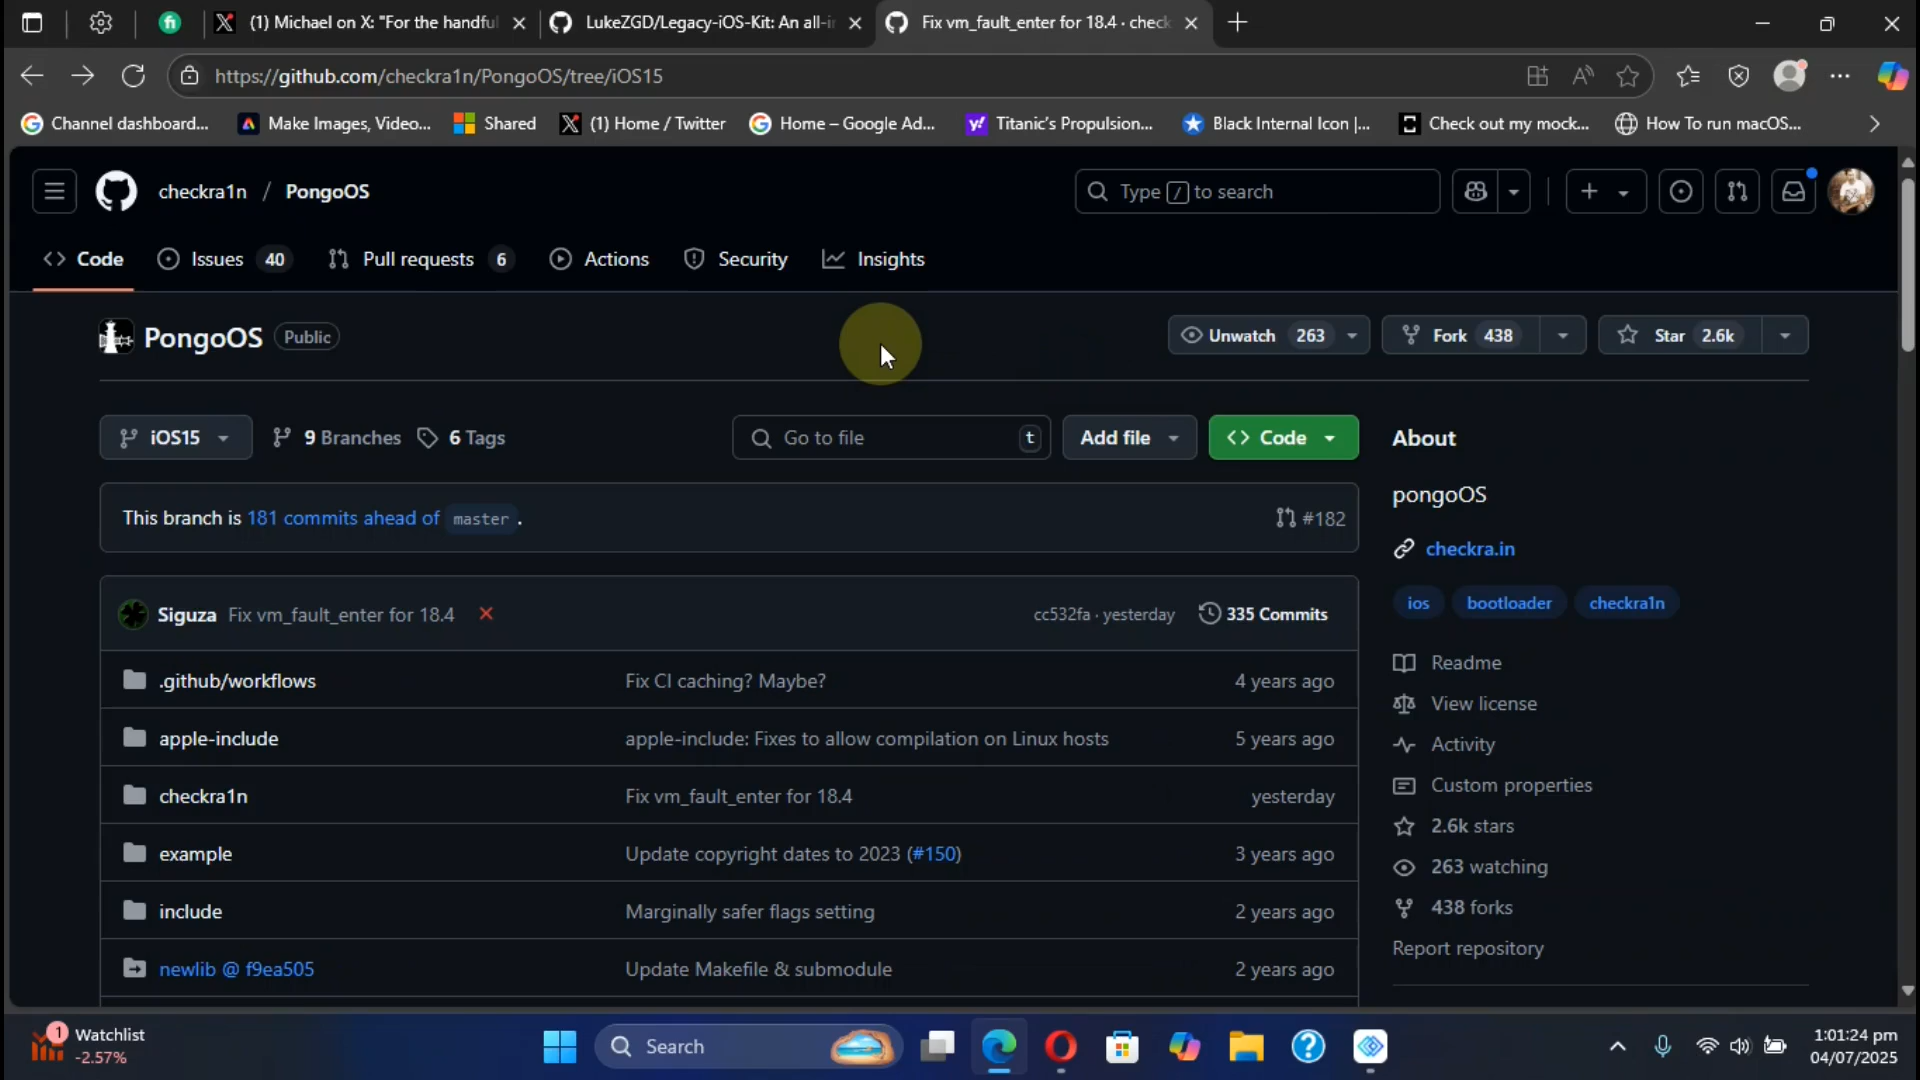 (1) Michael on X: "For the handful
LukeZGD/Legacy-iOS-Kit: An all-in
Fix vm_fault_enter for 18.4 · check
https://github.com/checkra1n/PongoOS/tree/iOS15
Channel dashboard...
Make Images, Video...
Shared
(1) Home / Twitter
Home – Google Ad...
Titanic's Propulsion...
Black Internal Icon |...
Check out my mock...
How To run macOS...
checkra1n / PongoOS
Type / to search
Code
Issues 40
Pull requests 6
Actions
Security
Insights
PongoOS Public
Unwatch 263
Fork 438
Star 2.6k
iOS15
9 Branches
6 Tags
Go to file t
Add file
Code
About
pongoOS
This branch is 181 commits ahead of master .
#182
checkra.in
ios bootloader checkra1n
Siguza Fix vm_fault_enter for 18.4
cc532fa · yesterday
335 Commits
.github/workflows Fix CI caching? Maybe? 4 years ago
apple-include apple-include: Fixes to allow compilation on Linux hosts 5 years ago
checkra1n Fix vm_fault_enter for 18.4 yesterday
example Update copyright dates to 2023 (#150) 3 years ago
include Marginally safer flags setting 2 years ago
newlib @ f9ea505 Update Makefile & submodule 2 years ago
Readme
View license
Activity
Custom properties
2.6k stars
263 watching
438 forks
Report repository
1
Watchlist
-2.57%
Search
1:01:24 pm
04/07/2025